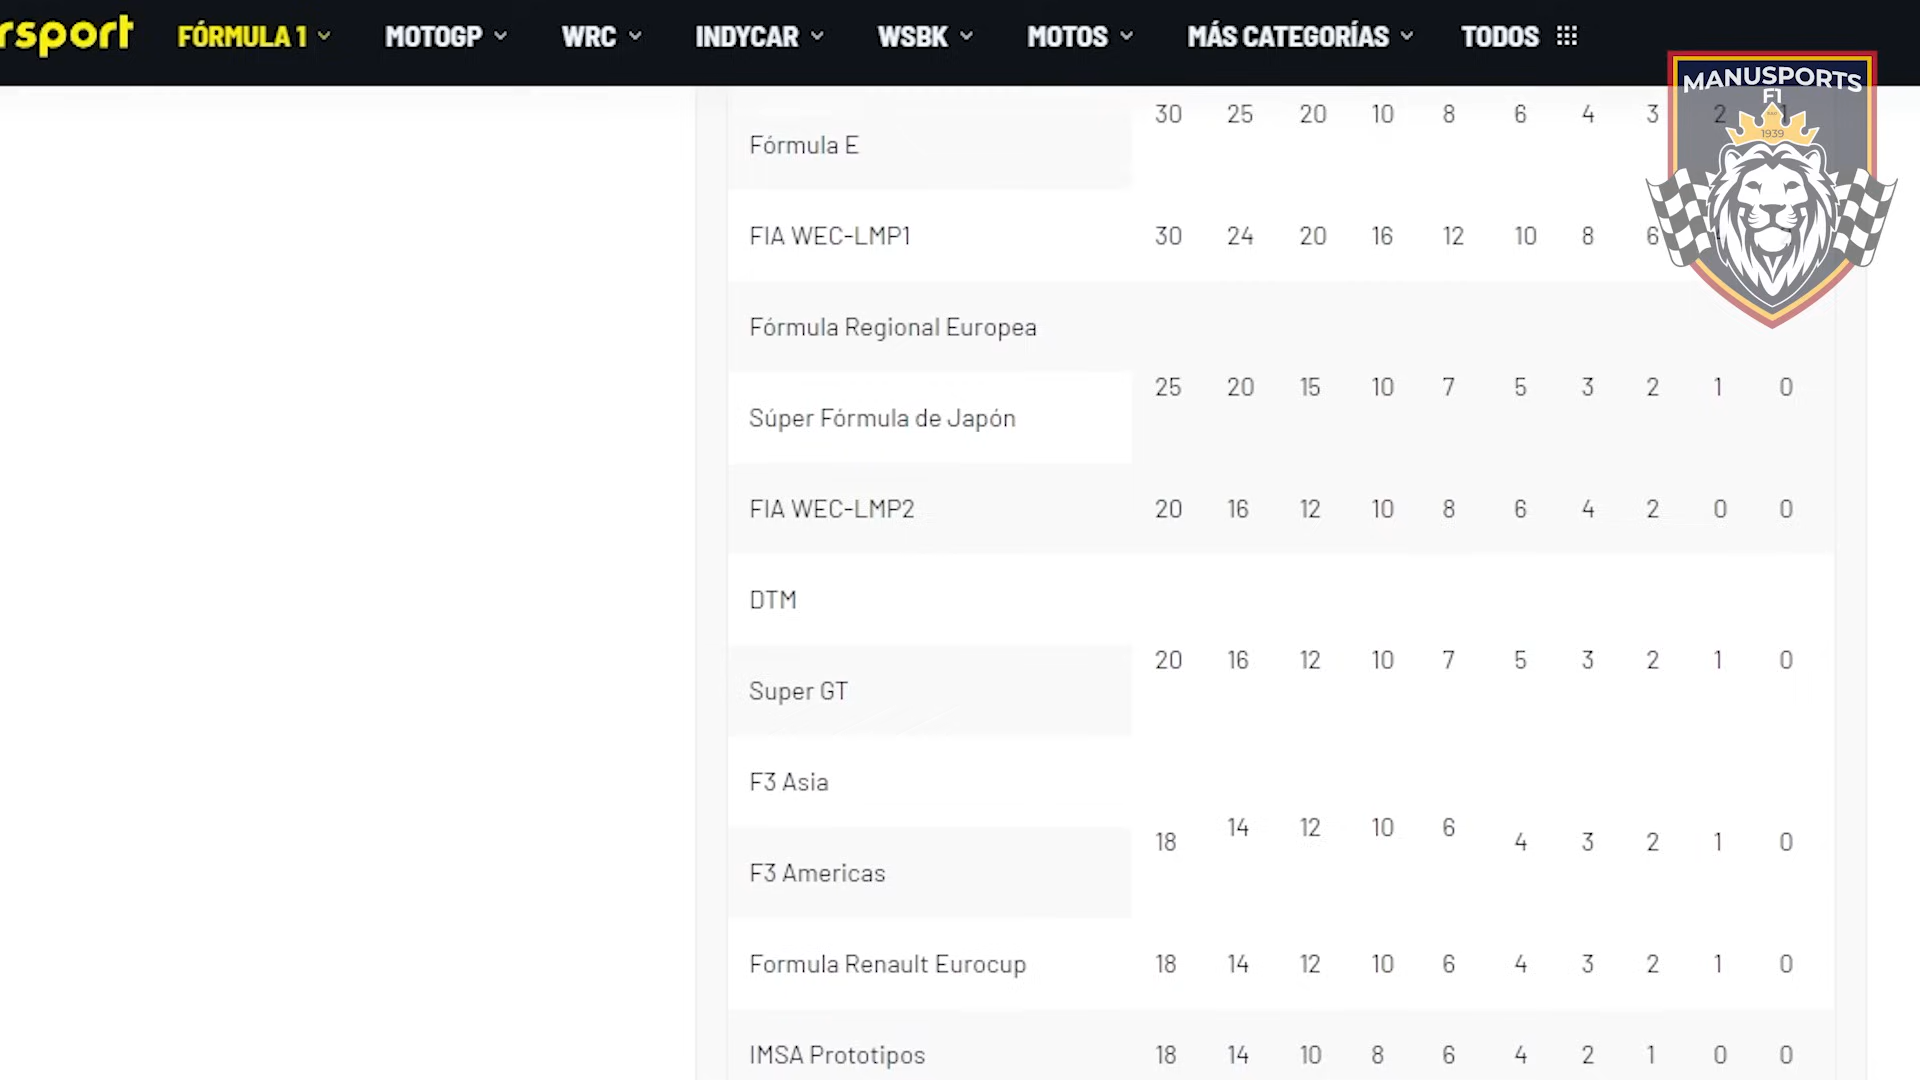 rsport FÓRMULA 1 MOTOGP WRC INDYCAR WSBK MOTOS MÁS CATEGORÍAS TODOS
MANUSPORTS
F1
1939
30 25 20 10 8 6 4 3 2 1
Fórmula E
FIA WEC-LMP1 30 24 20 16 12 10 8 6
Fórmula Regional Europea
25 20 15 10 7 5 3 2 1 0
Súper Fórmula de Japón
FIA WEC-LMP2 20 16 12 10 8 6 4 2 0 0
DTM
20 16 12 10 7 5 3 2 1 0
Super GT
F3 Asia
18 14 12 10 6 4 3 2 1 0
F3 Americas
Formula Renault Eurocup 18 14 12 10 6 4 3 2 1 0
IMSA Prototipos 18 14 10 8 6 4 2 1 0 0